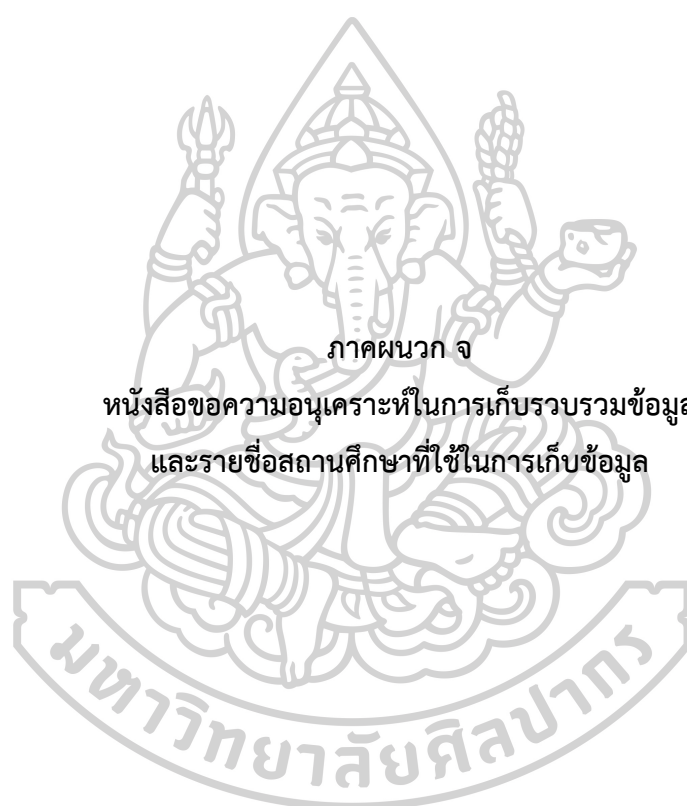 ภาคผนวก จ
หนังสือขอความอนุเคราะห์ในการเก็บรวบรวมข้อมูล
และรายชื่อสถานศึกษาที่ใช้ในการเก็บข้อมูล
มหาวิทยาลัยศิลปากร